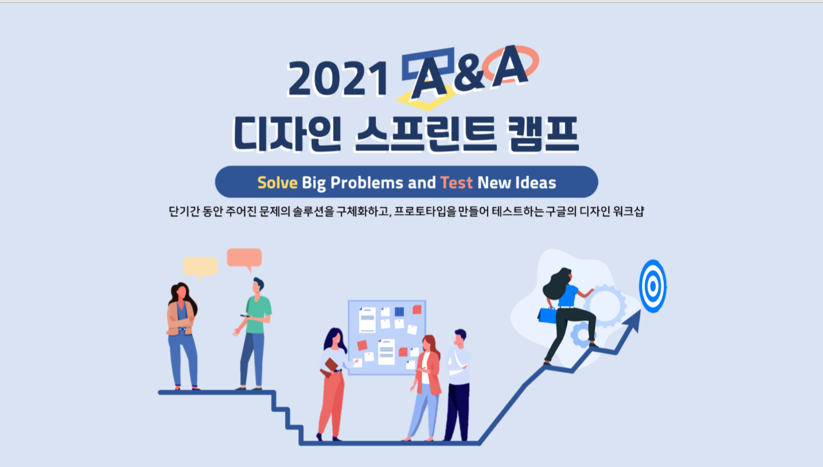 2021 A&A
디자인 스프린트 캠프
Solve Big Problems and Test New Ideas
단기간 동안 주어진 문제의 솔루션을 구체화하고, 프로토타입을 만들어 테스트하는 구글의 디자인 워크샵